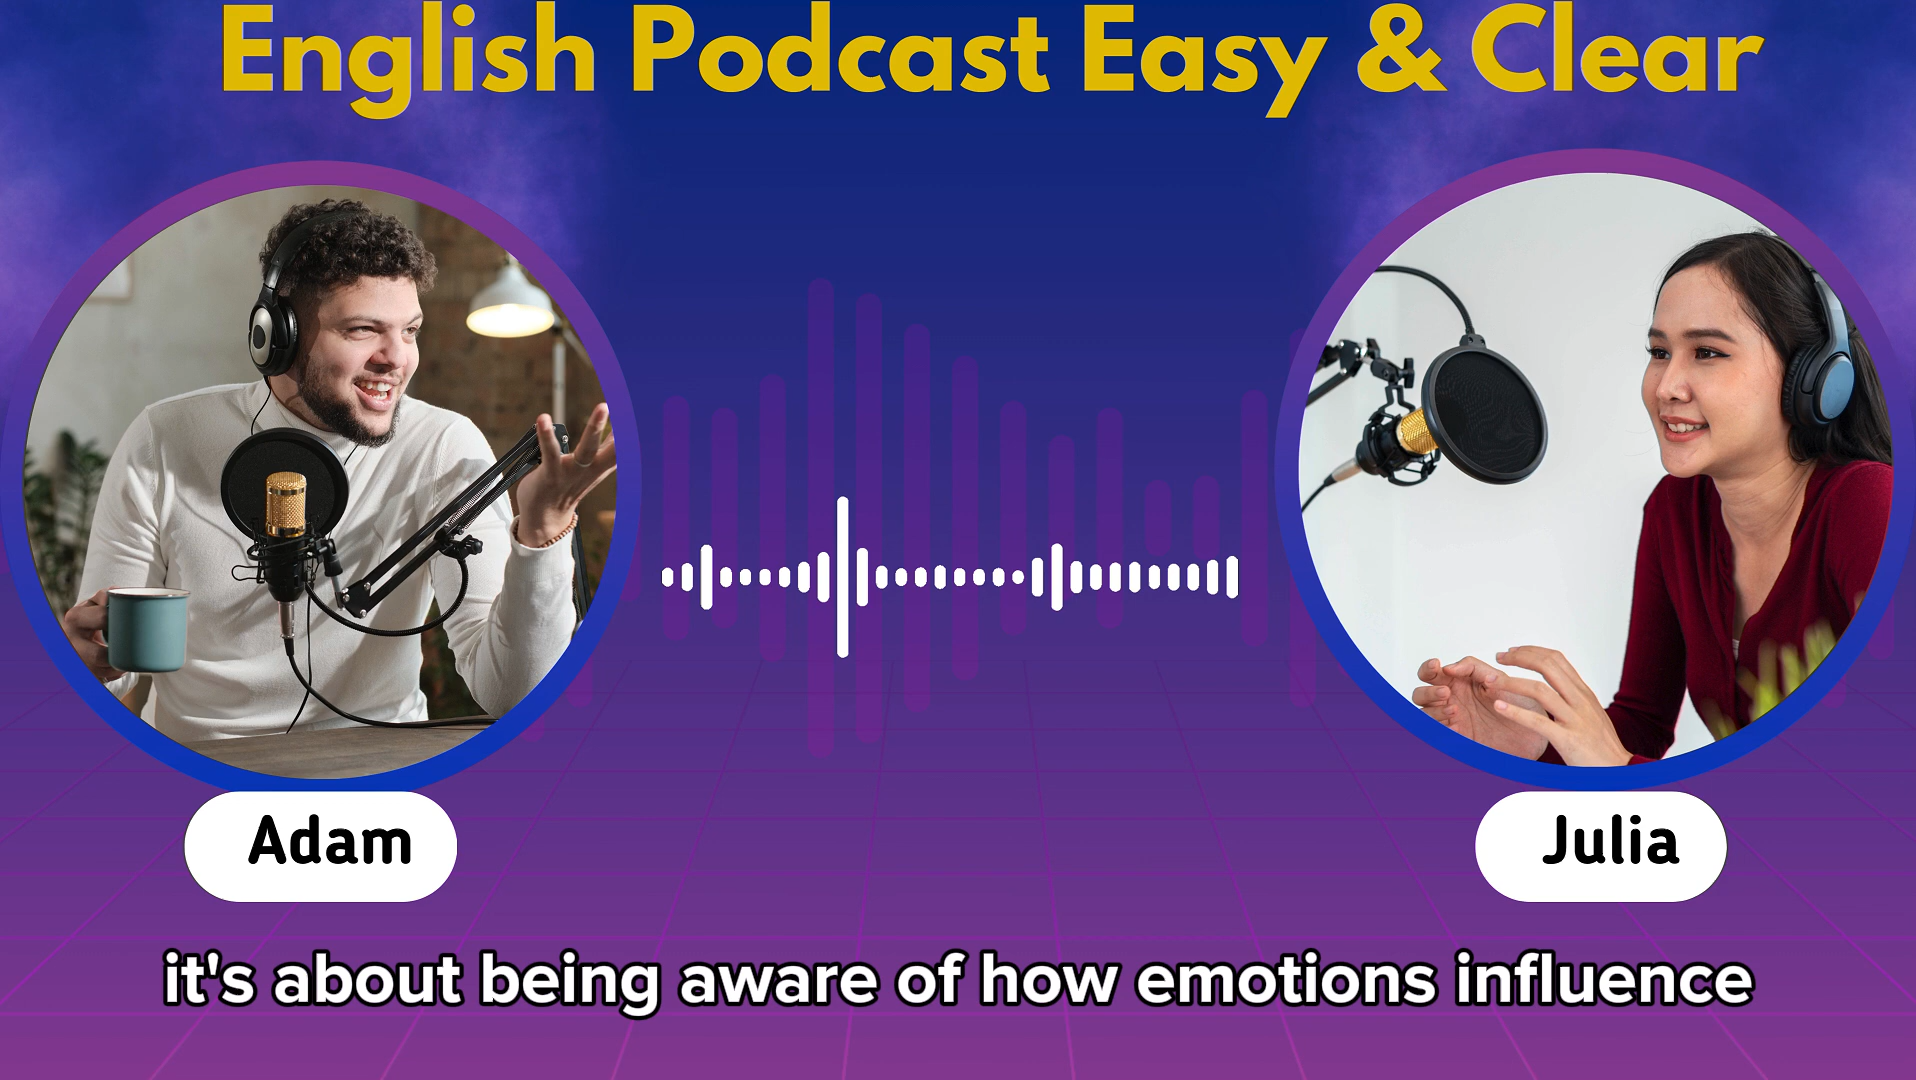 English Podcast Easy & Clear
Adam
Julia
it's about being aware of how emotions influence